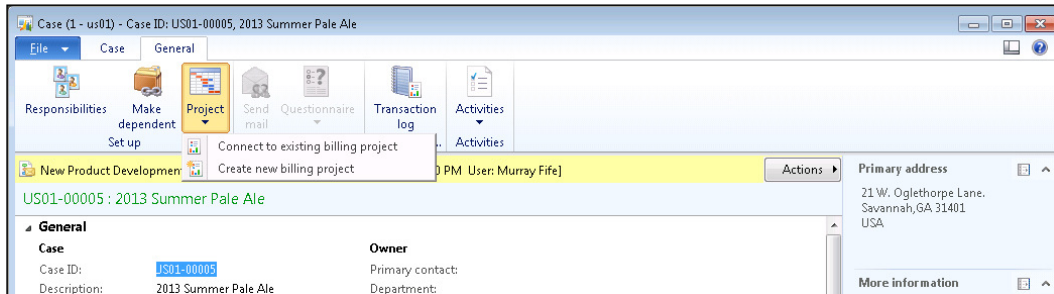 Case (1 - us01) - Case ID: US01-00005, 2013 Summer Pale Ale
File Case General
Responsibilities Make dependent Project Send mail Questionnaire Transaction log Activities
Set up .. Activities
Connect to existing billing project
Create new billing project
New Product Developmen 0 PM User: Murray Fife] Actions
US01-00005 : 2013 Summer Pale Ale
General
Case Owner
Case ID: US01-00005 Primary contact:
Description: 2013 Summer Pale Ale Department:
Primary address
21 W. Oglethorpe Lane.
Savannah,GA 31401
USA
More information